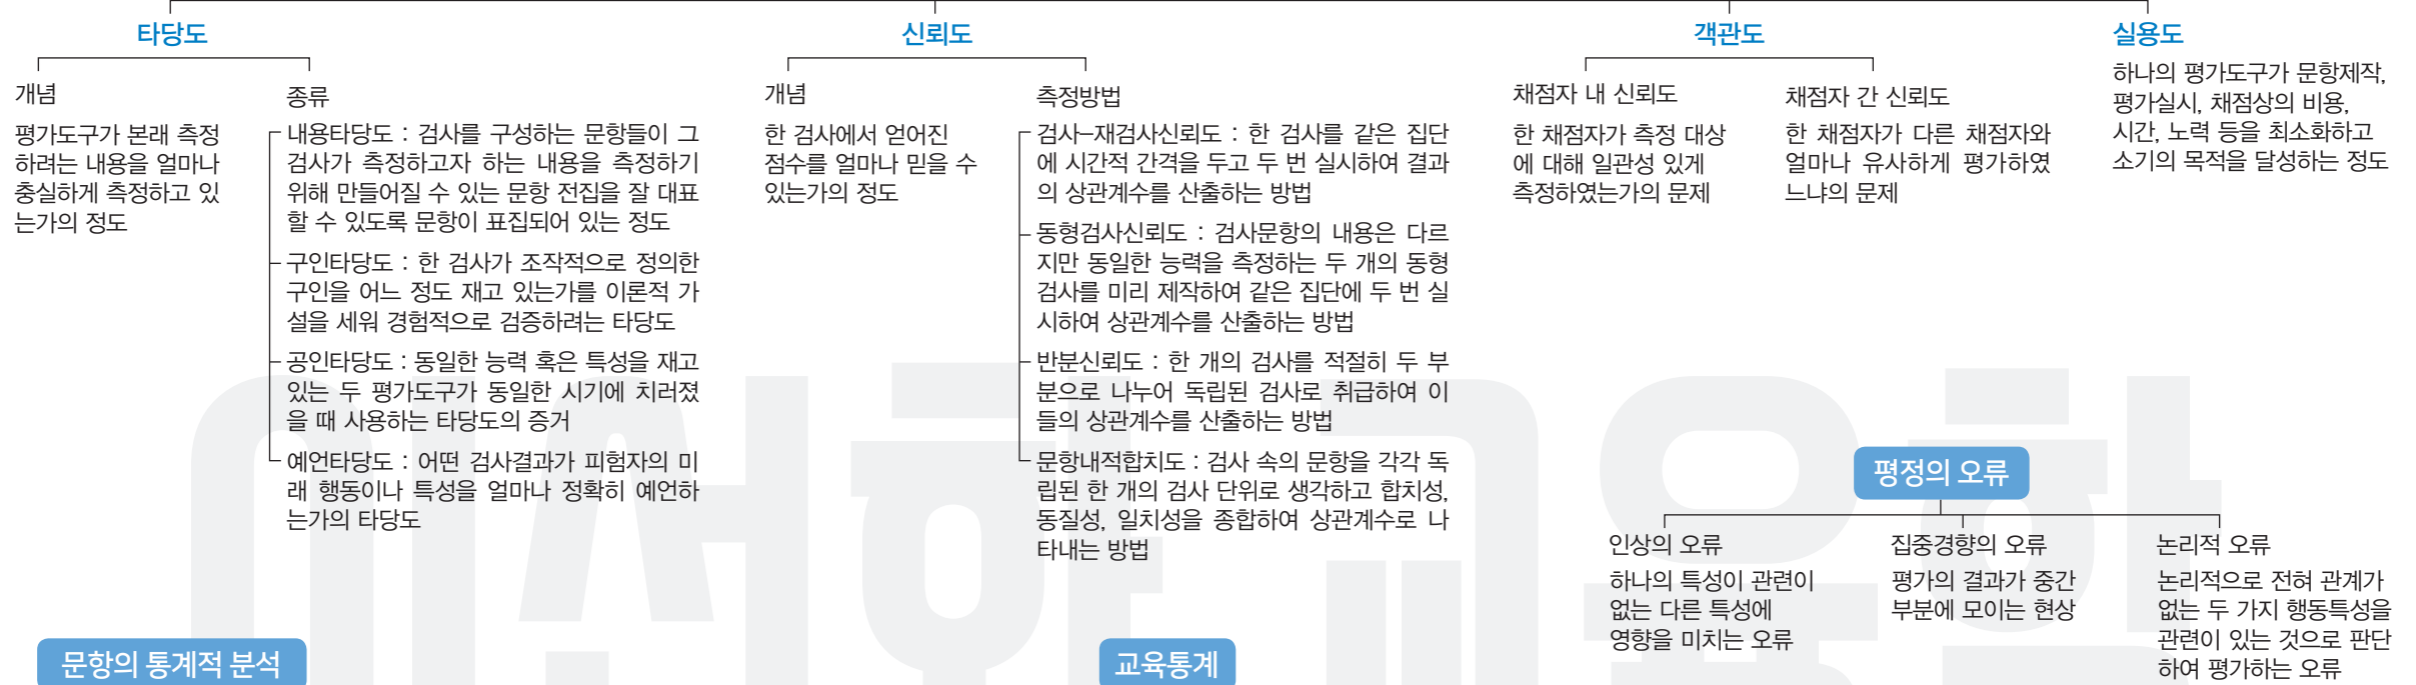 타당도
개념
평가도구가 본래 측정
하려는 내용을 얼마나
충실하게 측정하고 있
는가의 정도
종류
내용타당도 : 검사를 구성하는 문항들이 그
검사가 측정하고자 하는 내용을 측정하기
위해 만들어질 수 있는 문항 전집을 잘 대표
할 수 있도록 문항이 표집되어 있는 정도
구인타당도 : 한 검사가 조작적으로 정의한
구인을 어느 정도 재고 있는가를 이론적 가
설을 세워 경험적으로 검증하려는 타당도
공인타당도 : 동일한 능력 혹은 특성을 재고
있는 두 평가도구가 동일한 시기에 치러졌
을 때 사용하는 타당도의 증거
예언타당도 : 어떤 검사결과가 피험자의 미
래 행동이나 특성을 얼마나 정확히 예언하
는가의 타당도
신뢰도
개념
한 검사에서 얻어진
점수를 얼마나 믿을 수
있는가의 정도
측정방법
검사–재검사신뢰도 : 한 검사를 같은 집단
에 시간적 간격을 두고 두 번 실시하여 결과
의 상관계수를 산출하는 방법
동형검사신뢰도 : 검사문항의 내용은 다르
지만 동일한 능력을 측정하는 두 개의 동형
검사를 미리 제작하여 같은 집단에 두 번 실
시하여 상관계수를 산출하는 방법
반분신뢰도 : 한 개의 검사를 적절히 두 부
분으로 나누어 독립된 검사로 취급하여 이
들의 상관계수를 산출하는 방법
문항내적합치도 : 검사 속의 문항을 각각 독
립된 한 개의 검사 단위로 생각하고 합치성,
동질성, 일치성을 종합하여 상관계수로 나
타내는 방법
객관도
채점자 내 신뢰도
한 채점자가 측정 대상
에 대해 일관성 있게
측정하였는가의 문제
채점자 간 신뢰도
한 채점자가 다른 채점자와
얼마나 유사하게 평가하였
느냐의 문제
실용도
하나의 평가도구가 문항제작,
평가실시, 채점상의 비용,
시간, 노력 등을 최소화하고
소기의 목적을 달성하는 정도
평정의 오류
인상의 오류
하나의 특성이 관련이
없는 다른 특성에
영향을 미치는 오류
집중경향의 오류
평가의 결과가 중간
부분에 모이는 현상
논리적 오류
논리적으로 전혀 관계가
없는 두 가지 행동특성을
관련이 있는 것으로 판단
하여 평가하는 오류
문항의 통계적 분석
교육통계